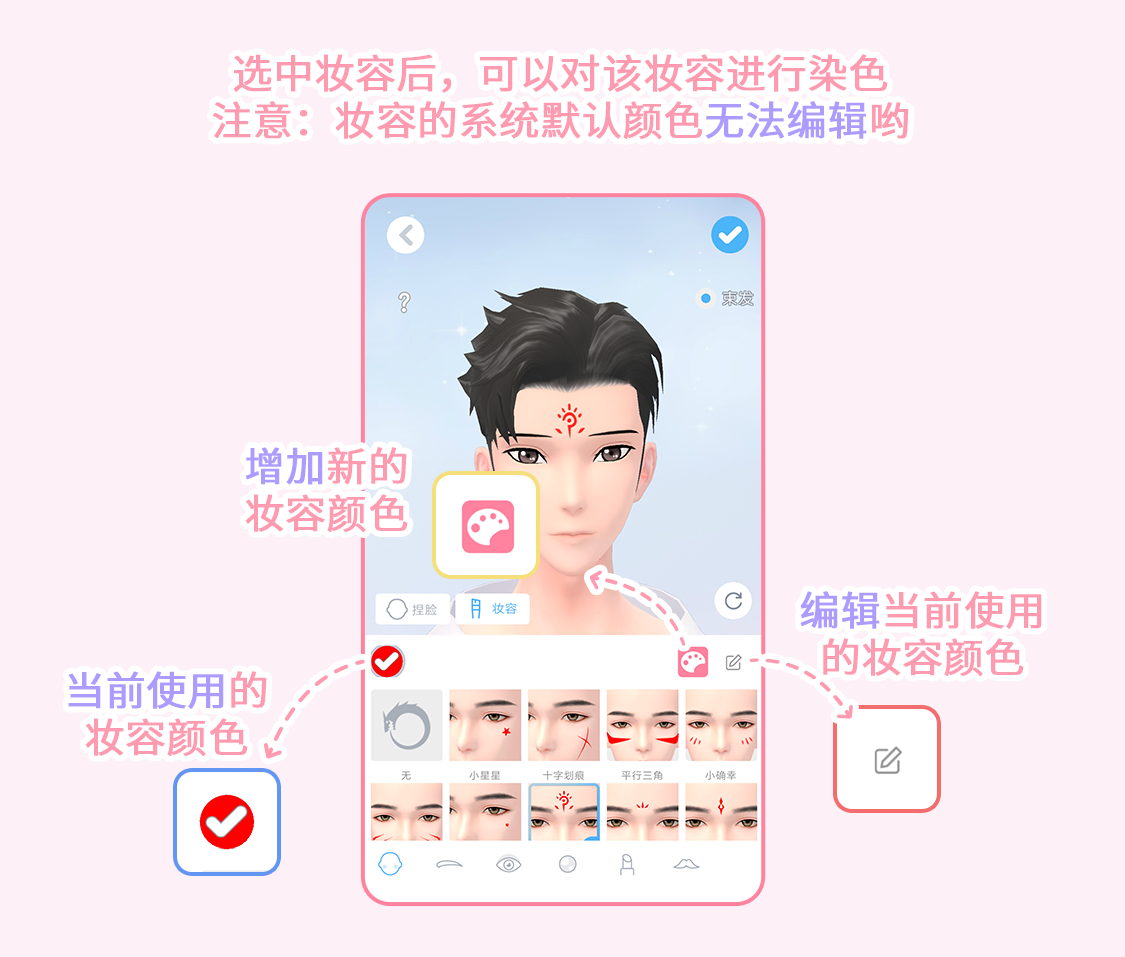 选中妆容后，可以对该妆容进行染色
注意：妆容的系统默认颜色无法编辑哟
?
束发
增加新的
妆容颜色
捏脸
妆容
编辑当前使用
的妆容颜色
当前使用的
妆容颜色
无
小星星
十字划痕
平行三角
小确幸